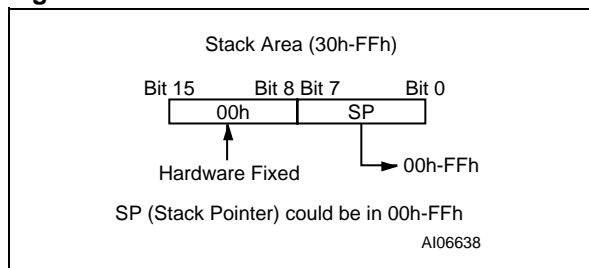 Stack Area (30h-FFh)
Bit 15 Bit 8 Bit 7 Bit 0
00h SP
00h-FFh
Hardware Fixed
SP (Stack Pointer) could be in 00h-FFh
AI06638